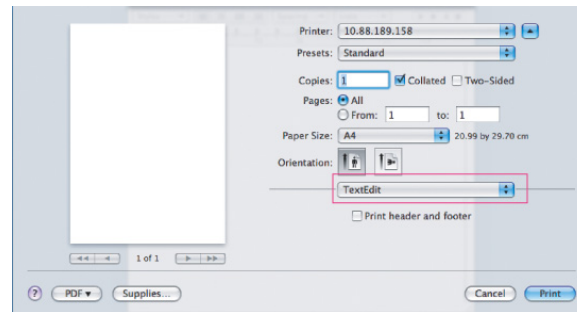 Printer: 10.88.189.158
Presets: Standard
Copies: 1 Collated Two-Sided
Pages: All
From: 1 to: 1
Paper Size: A4 20.99 by 29.70 cm
Orientation:
TextEdit
Print header and footer
1 of 1
? PDF Supplies... Cancel Print